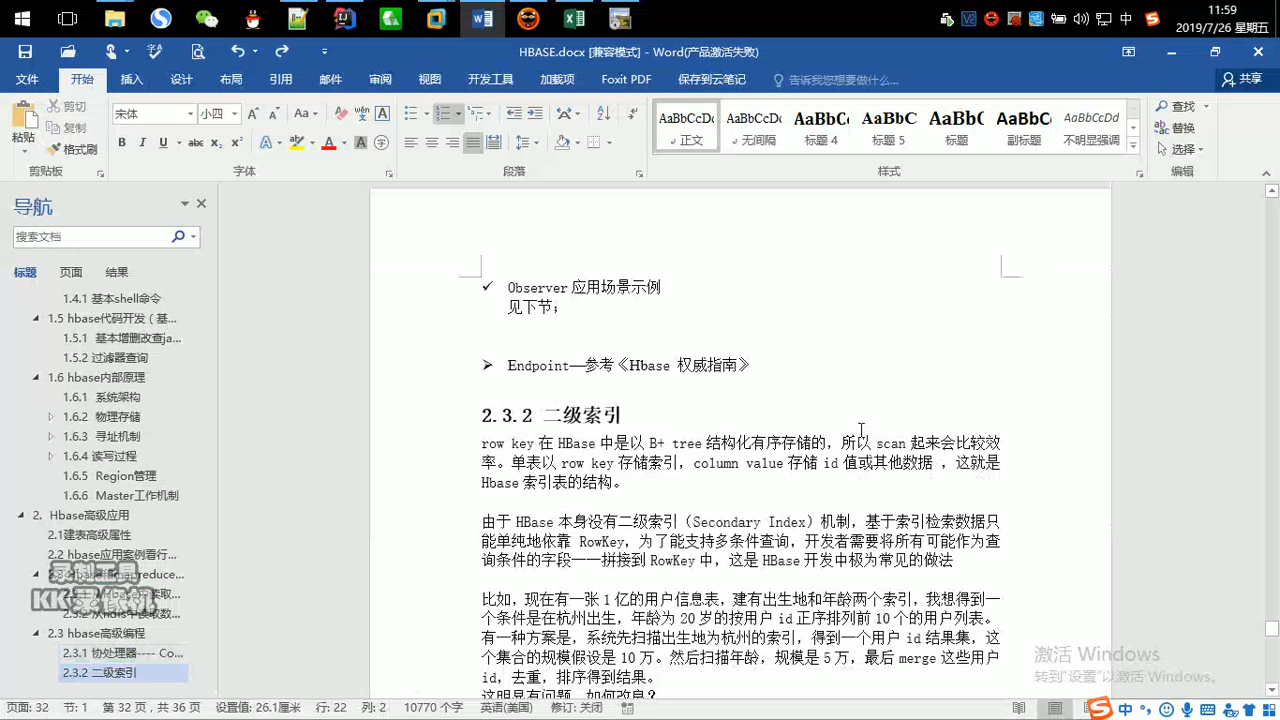 11:59
2019/7/26 星期五
中
HBASE.docx [兼容模式] - Word(产品激活失败)
文件 开始 插入 设计 布局 引用 邮件 审阅 视图 开发工具 加载项 Foxit PDF 保存到云笔记 告诉我您想要做什么... 共享
粘贴 剪切 复制 格式刷
宋体 小四
AaBbCcDc AaBbCcDc AaBbCc AaBbC AaBb( AaBbC AaBbCcDd
正文 无间隔 标题 4 标题 5 标题 副标题 不明显强调
查找 替换 选择
剪贴板 字体 段落 样式 编辑
导航
搜索文档
标题 页面 结果
1.4.1 基本shell命令
1.5 hbase代码开发（基...
1.5.1 基本增删改查ja...
1.5.2 过滤器查询
1.6 hbase内部原理
1.6.1 系统架构
1.6.2 物理存储
1.6.3 寻址机制
1.6.4 读写过程
1.6.5 Region管理
1.6.6 Master工作机制
2. Hbase高级应用
2.1建表高级属性
2.2 hbase应用案例看行...
2.3 hbase高级编程
2.3.1 协处理器---- Co...
2.3.2 二级索引
Observer 应用场景示例
见下节；
Endpoint—参考《Hbase 权威指南》
2.3.2 二级索引
row key 在 HBase 中是以 B+ tree 结构化有序存储的，所以 scan 起来会比较效
率。单表以 row key 存储索引，column value 存储 id 值或其他数据 ，这就是
Hbase 索引表的结构。
由于 HBase 本身没有二级索引（Secondary Index）机制，基于索引检索数据只
能单纯地依靠 RowKey，为了能支持多条件查询，开发者需要将所有可能作为查
询条件的字段一一拼接到 RowKey 中，这是 HBase 开发中极为常见的做法
比如，现在有一张 1 亿的用户信息表，建有出生地和年龄两个索引，我想得到一
个条件是在杭州出生，年龄为 20 岁的按用户 id 正序排列前 10 个的用户列表。
有一种方案是，系统先扫描出生地为杭州的索引，得到一个用户 id 结果集，这
个集合的规模假设是 10 万。然后扫描年龄，规模是 5 万，最后 merge 这些用户
id，去重，排序得到结果。
这明显有问题，如何改良？
激活 Windows
转到"设置"以激活 Windows。
页面: 32 节: 1 第 32 页，共 36 页 设置值: 26.1厘米 行: 22 列: 2 10770 个字 英语(美国) 修订: 关闭
中